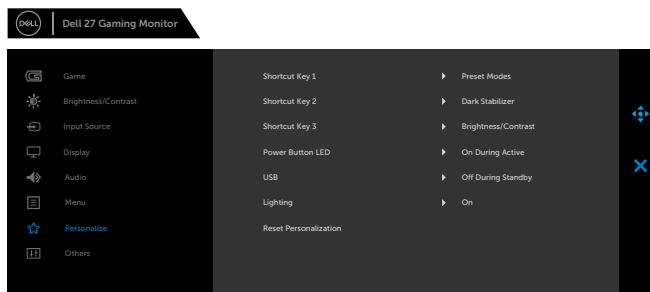 DELL
Dell 27 Gaming Monitor
Game
Brightness/Contrast
Input Source
Display
Audio
Menu
Personalize
Others
Shortcut Key 1 Preset Modes
Shortcut Key 2 Dark Stabilizer
Shortcut Key 3 Brightness/Contrast
Power Button LED On During Active
USB Off During Standby
Lighting On
Reset Personalization